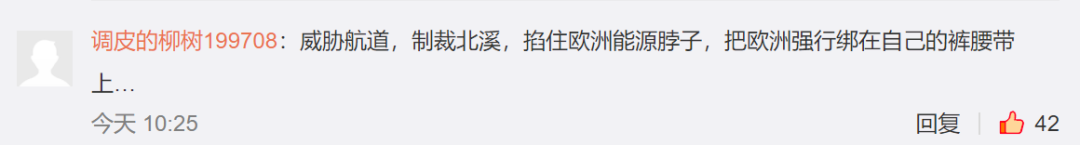 调皮的柳树199708：威胁航道，制裁北溪，掐住欧洲能源脖子，把欧洲强行绑在自己的裤腰带
上...
今天 10:25 回复 42